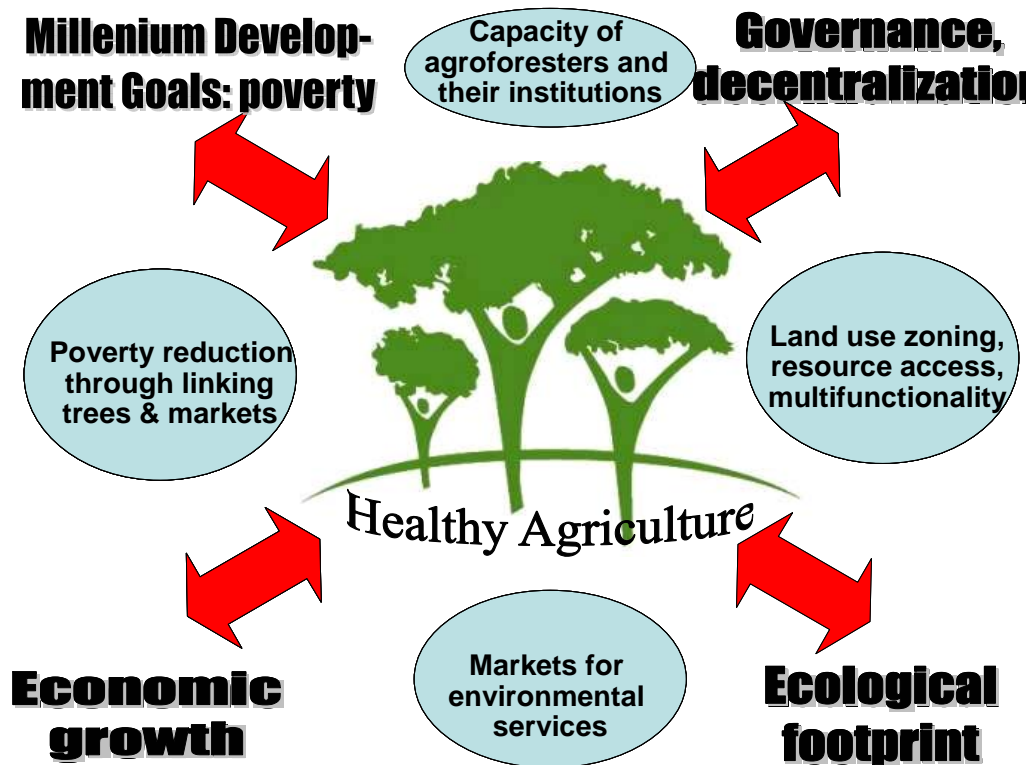 Millenium Develop-
ment Goals: poverty
Capacity of
agroforesters and
their institutions
Governance,
decentralization
Poverty reduction
through linking
trees & markets
Land use zoning,
resource access,
multifunctionality
Healthy Agriculture
Economic
growth
Markets for
environmental
services
Ecological
footprint